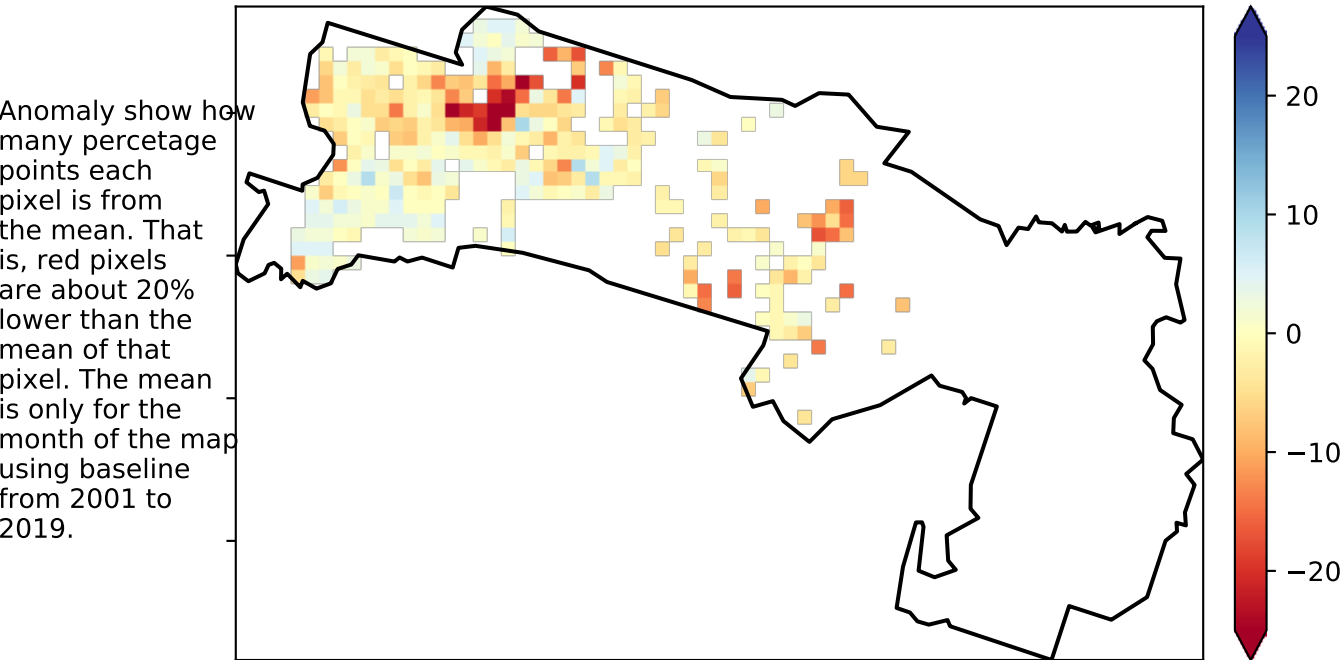 Anomaly show how
many percetage
points each
pixel is from
the mean. That
is, red pixels
are about 20%
lower than the
mean of that
pixel. The mean
is only for the
month of the map
using baseline
from 2001 to
2019.
20
10
0
−10
−20